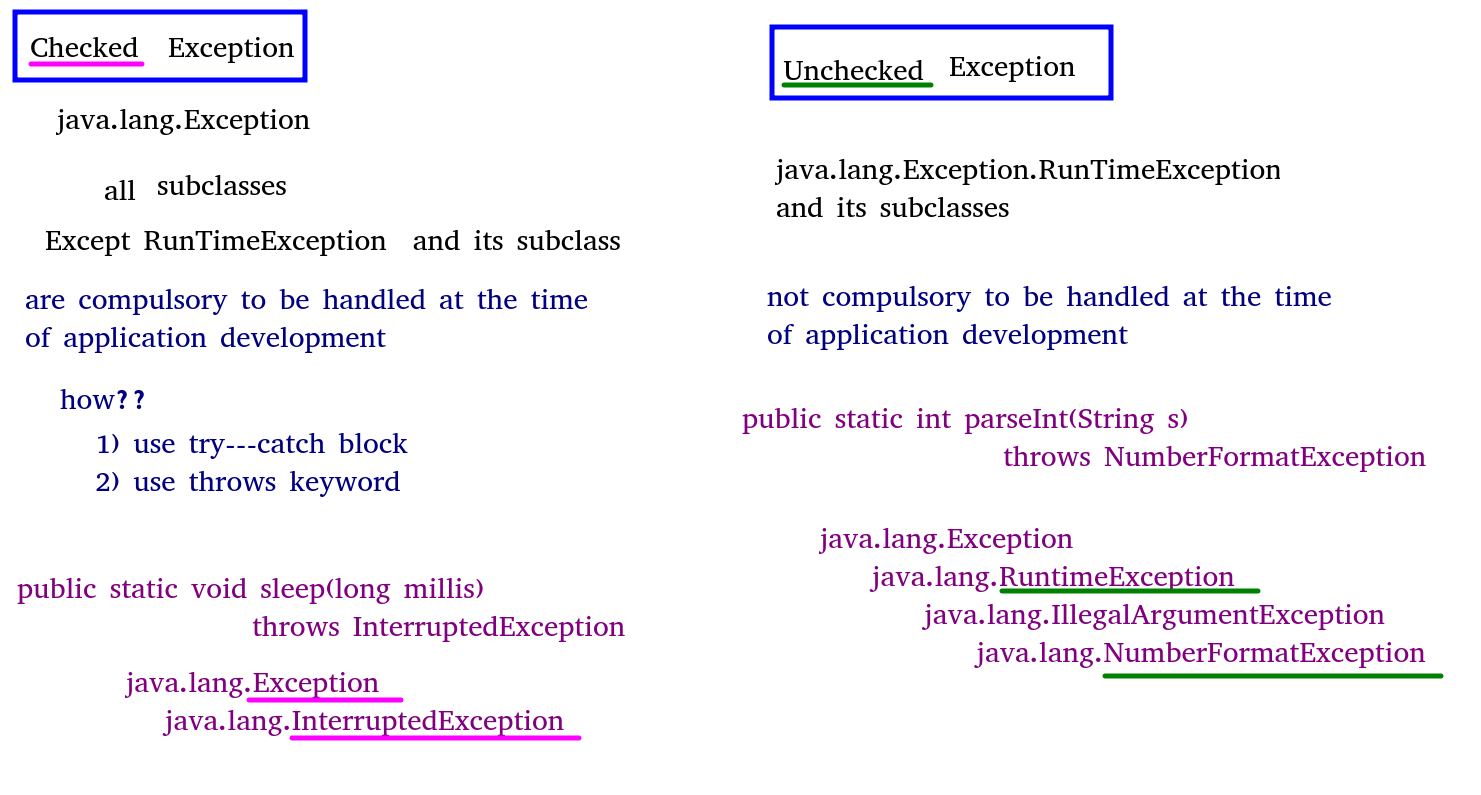 Checked Exception
java.lang.Exception
all subclasses
Except RunTimeException and its subclass
are compulsory to be handled at the time
of application development
how??
1) use try---catch block
2) use throws keyword
public static void sleep(long millis)
throws InterruptedException
java.lang.Exception
java.lang.InterruptedException
Unchecked Exception
java.lang.Exception.RunTimeException
and its subclasses
not compulsory to be handled at the time
of application development
public static int parseInt(String s)
throws NumberFormatException
java.lang.Exception
java.lang.RuntimeException
java.lang.IllegalArgumentException
java.lang.NumberFormatException